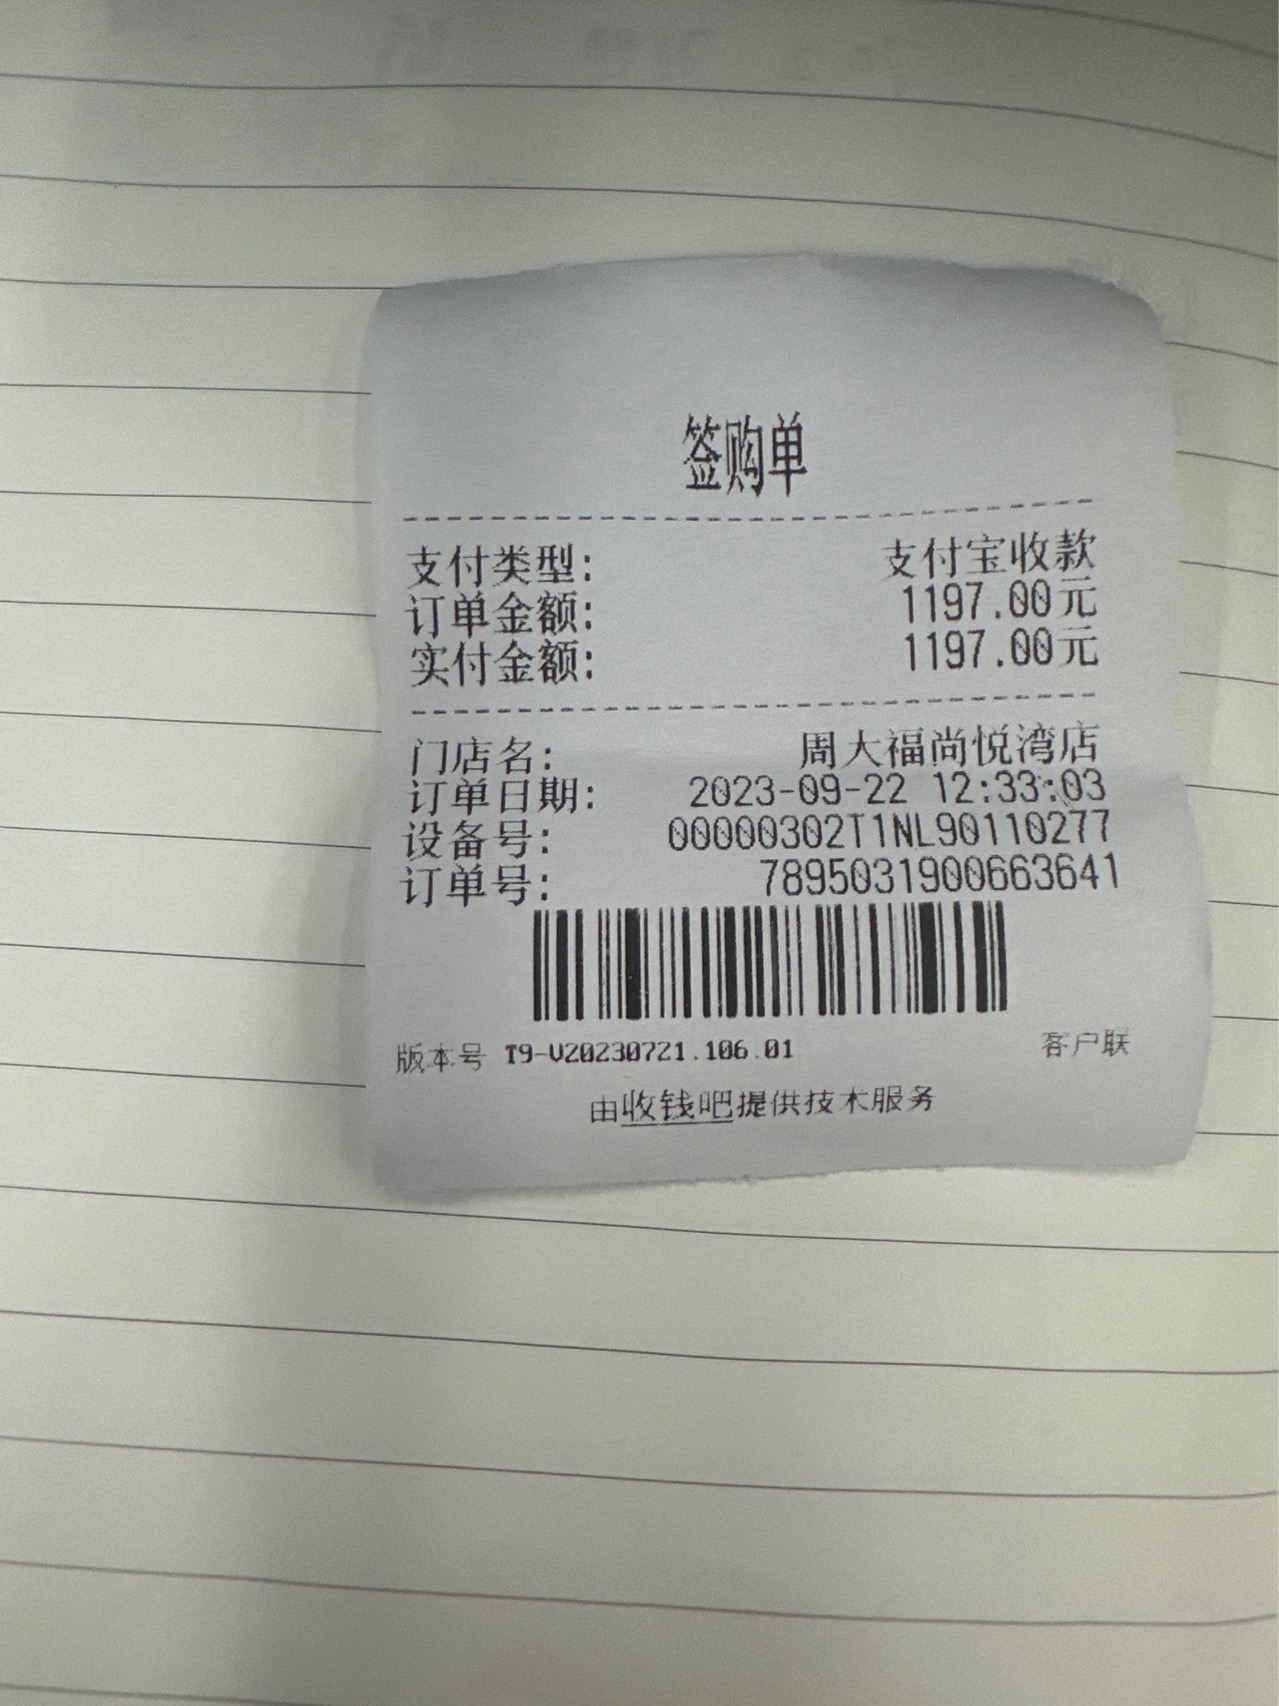 签购单
支付类型: 支付宝收款
订单金额: 1197.00元
实付金额: 1197.00元
门店名: 周大福尚悦湾店
订单日期: 2023-09-22 12:33:03
设备号: 00000302T1NL90110277
订单号: 7895031900663641
版本号 T9-V20230721.106.01 客户联
由收钱吧提供技术服务